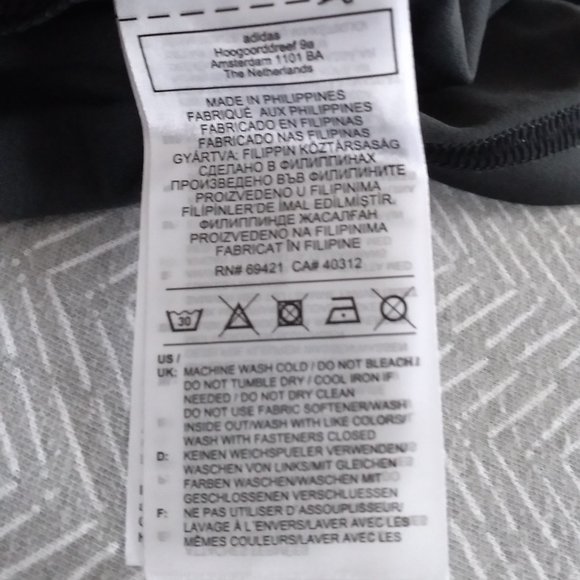 adidas
Hoogoorddreef 9a
Amsterdam 1101 BA
The Netherlands
MADE IN PHILIPPINES
FABRIQUÉ AUX PHILIPPINES
FABRICADO EN FILIPINAS
FABRICADO NAS FILIPINAS
GYÁRTVA: FILIPPIN KÖZTÁRSASÁG
СДЕЛАНО В ФИЛИППИНАХ
ПРОИЗВЕДЕНО ВЪВ ФИЛИПИНИТЕ
PROIZVEDENO U FILIPINIMA
FİLİPİNLER'DE İMAL EDİLMİŞTİR.
ФИЛИППИНДЕ ЖАСАЛҒАН
PROIZVEDENO NA FILIPINIMA
FABRICAT ÎN FILIPINE
RN# 69421 CA# 40312
30
US /
UK: MACHINE WASH COLD / DO NOT BLEACH /
DO NOT TUMBLE DRY / COOL IRON IF
NEEDED / DO NOT DRY CLEAN
DO NOT USE FABRIC SOFTENER/WASH
INSIDE OUT/WASH WITH LIKE COLORS/
WASH WITH FASTENERS CLOSED
D: KEINEN WEICHSPUELER VERWENDEN/
WASCHEN VON LINKS/MIT GLEICHEN
FARBEN WASCHEN/WASCHEN MIT
GESCHLOSSENEN VERSCHLUESSEN
F: NE PAS UTILISER D'ASSOUPLISSEUR/
LAVAGE À L'ENVERS/LAVER AVEC LES
MÊMES COULEURS/LAVER AVEC LES